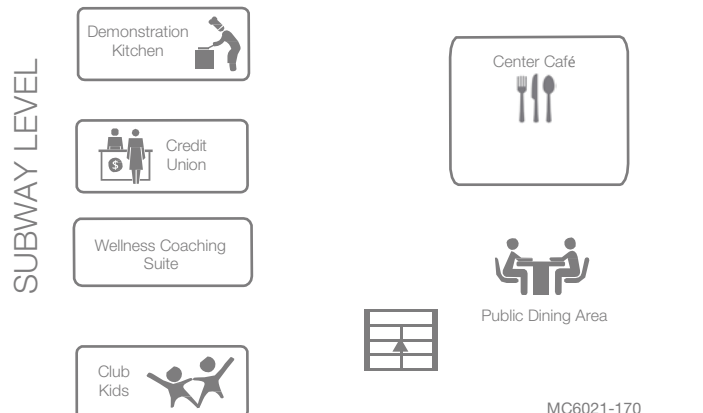 SUBWAY LEVEL
Demonstration
Kitchen
Credit
Union
$
Wellness Coaching
Suite
Club
Kids
Center Café
Public Dining Area
MC6021-170